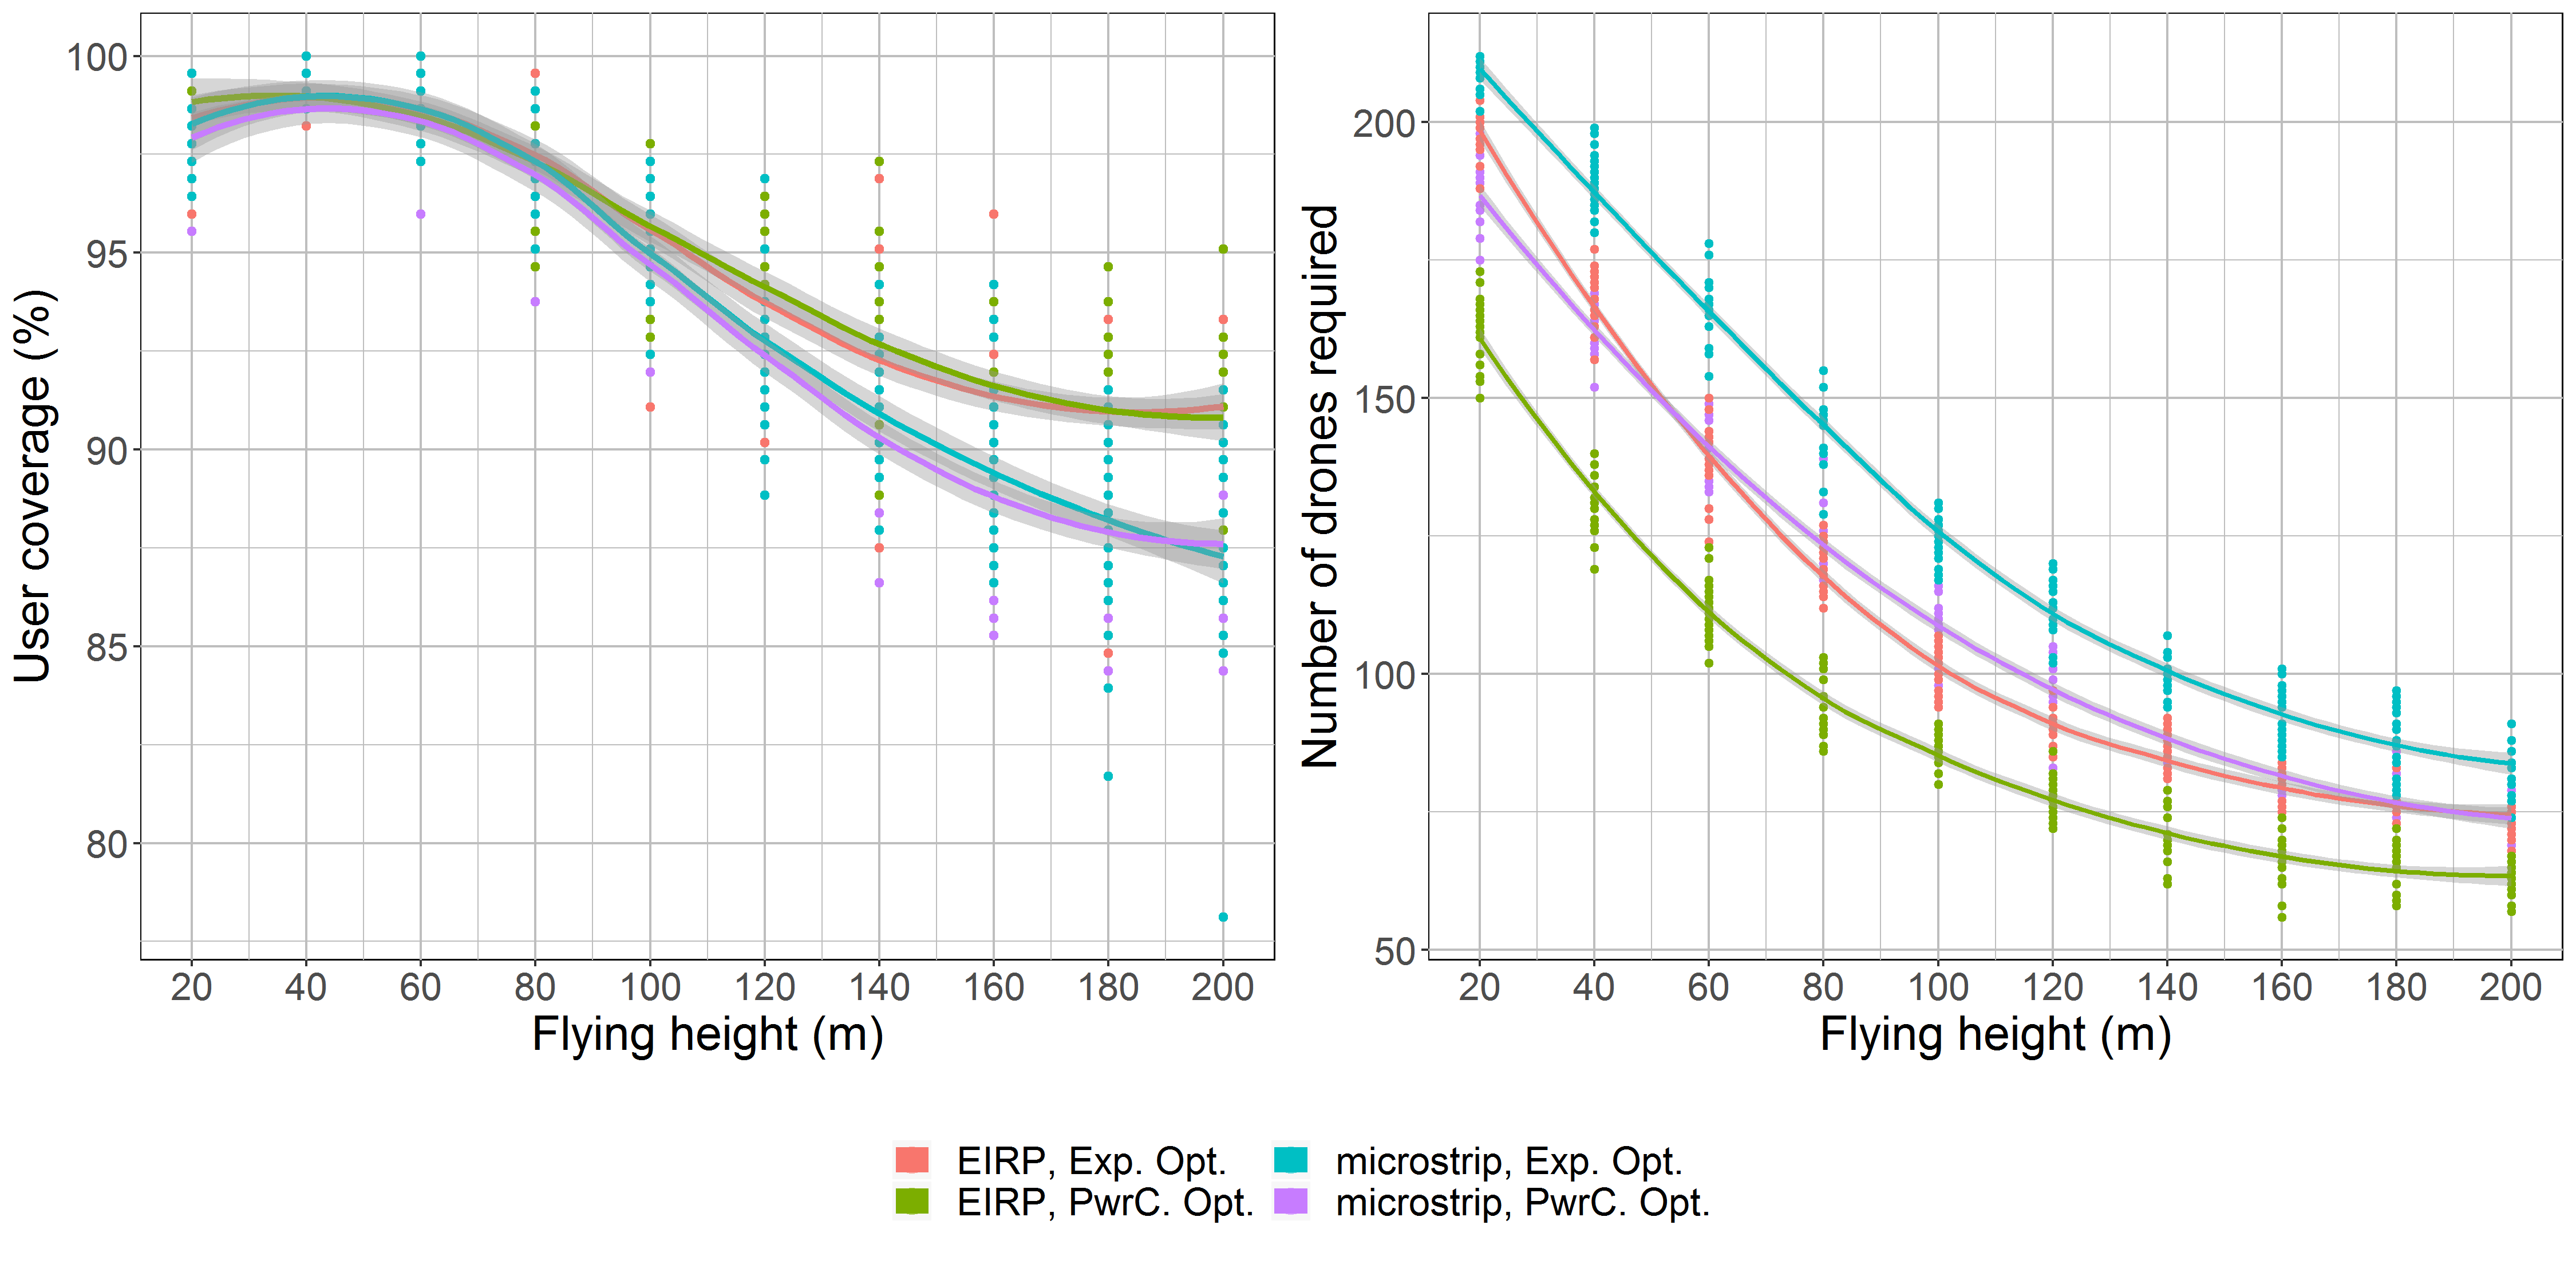 User coverage (%)
100
95
90
85
80
20 40 60 80 100 120 140 160 180 200
Flying height (m)
Number of drones required
200
150
100
50
20 40 60 80 100 120 140 160 180 200
Flying height (m)
EIRP, Exp. Opt. microstrip, Exp. Opt.
EIRP, PwrC. Opt. microstrip, PwrC. Opt.